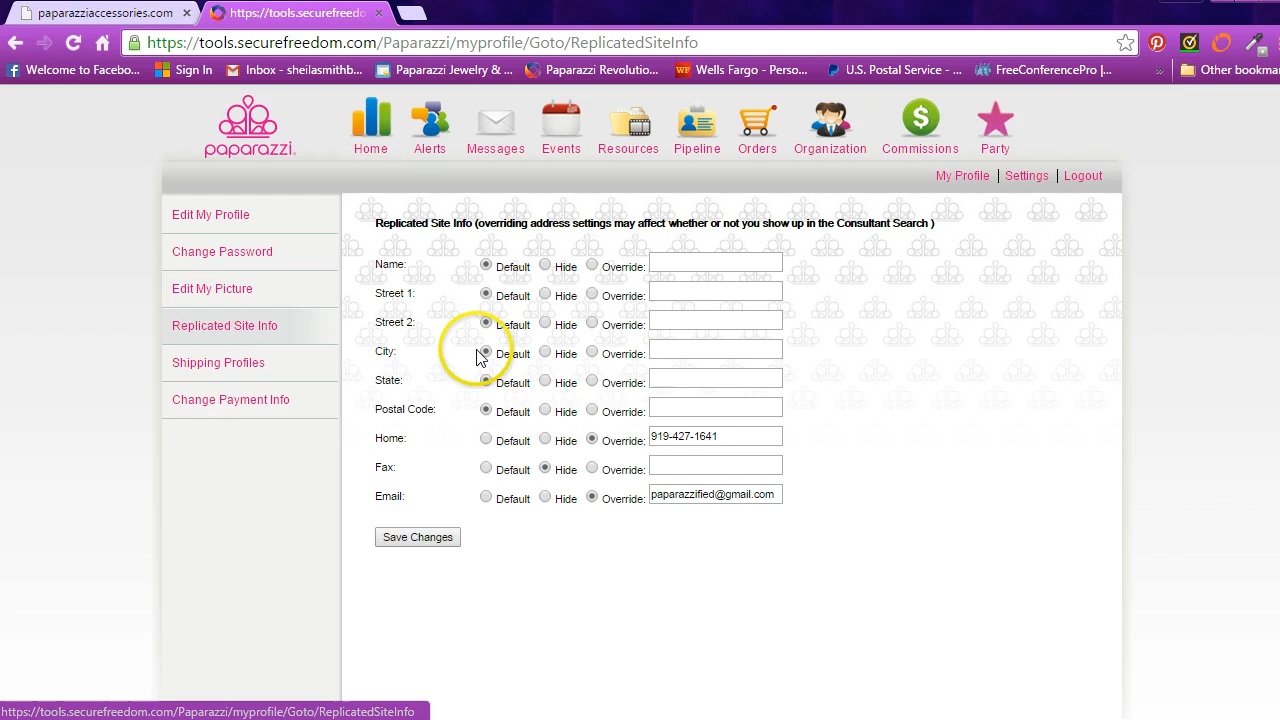 paparazziaccessories.com
https://tools.securefreedo
https://tools.securefreedom.com/Paparazzi/myprofile/Goto/ReplicatedSiteInfo
Welcome to Facebo... Sign In Inbox - sheilasmithb... Paparazzi Jewelry & ... Paparazzi Revolutio... Wells Fargo - Perso... U.S. Postal Service - ... FreeConferencePro |... » Other bookmar
paparazzi.
Home Alerts Messages Events Resources Pipeline Orders Organization Commissions Party
My Profile | Settings | Logout
Edit My Profile
Change Password
Edit My Picture
Replicated Site Info
Shipping Profiles
Change Payment Info
Replicated Site Info (overriding address settings may affect whether or not you show up in the Consultant Search )
Name: Default Hide Override:
Street 1: Default Hide Override:
Street 2: Default Hide Override:
City: Default Hide Override:
State: Default Hide Override:
Postal Code: Default Hide Override:
Home: Default Hide Override: 919-427-1641
Fax: Default Hide Override:
Email: Default Hide Override: paparazzified@gmail.com
Save Changes
https://tools.securefreedom.com/Paparazzi/myprofile/Goto/ReplicatedSiteInfo